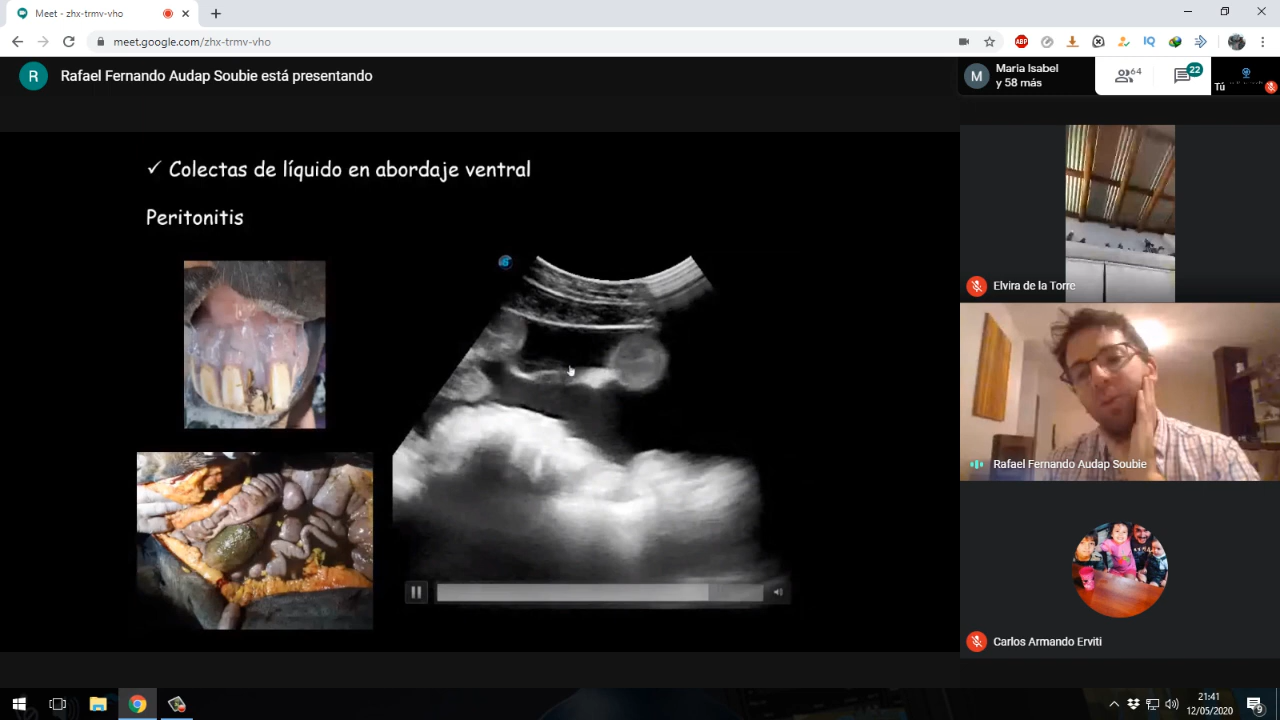 Meet - zhx-trmv-vho
meet.google.com/zhx-trmv-vho
ABP
IQ
R
Rafael Fernando Audap Soubie está presentando
M
Maria Isabel
y 58 más
64
22
Tú
✓ Colectas de líquido en abordaje ventral
Peritonitis
Elvira de la Torre
Rafael Fernando Audap Soubie
Carlos Armando Erviti
21:41
12/05/2020